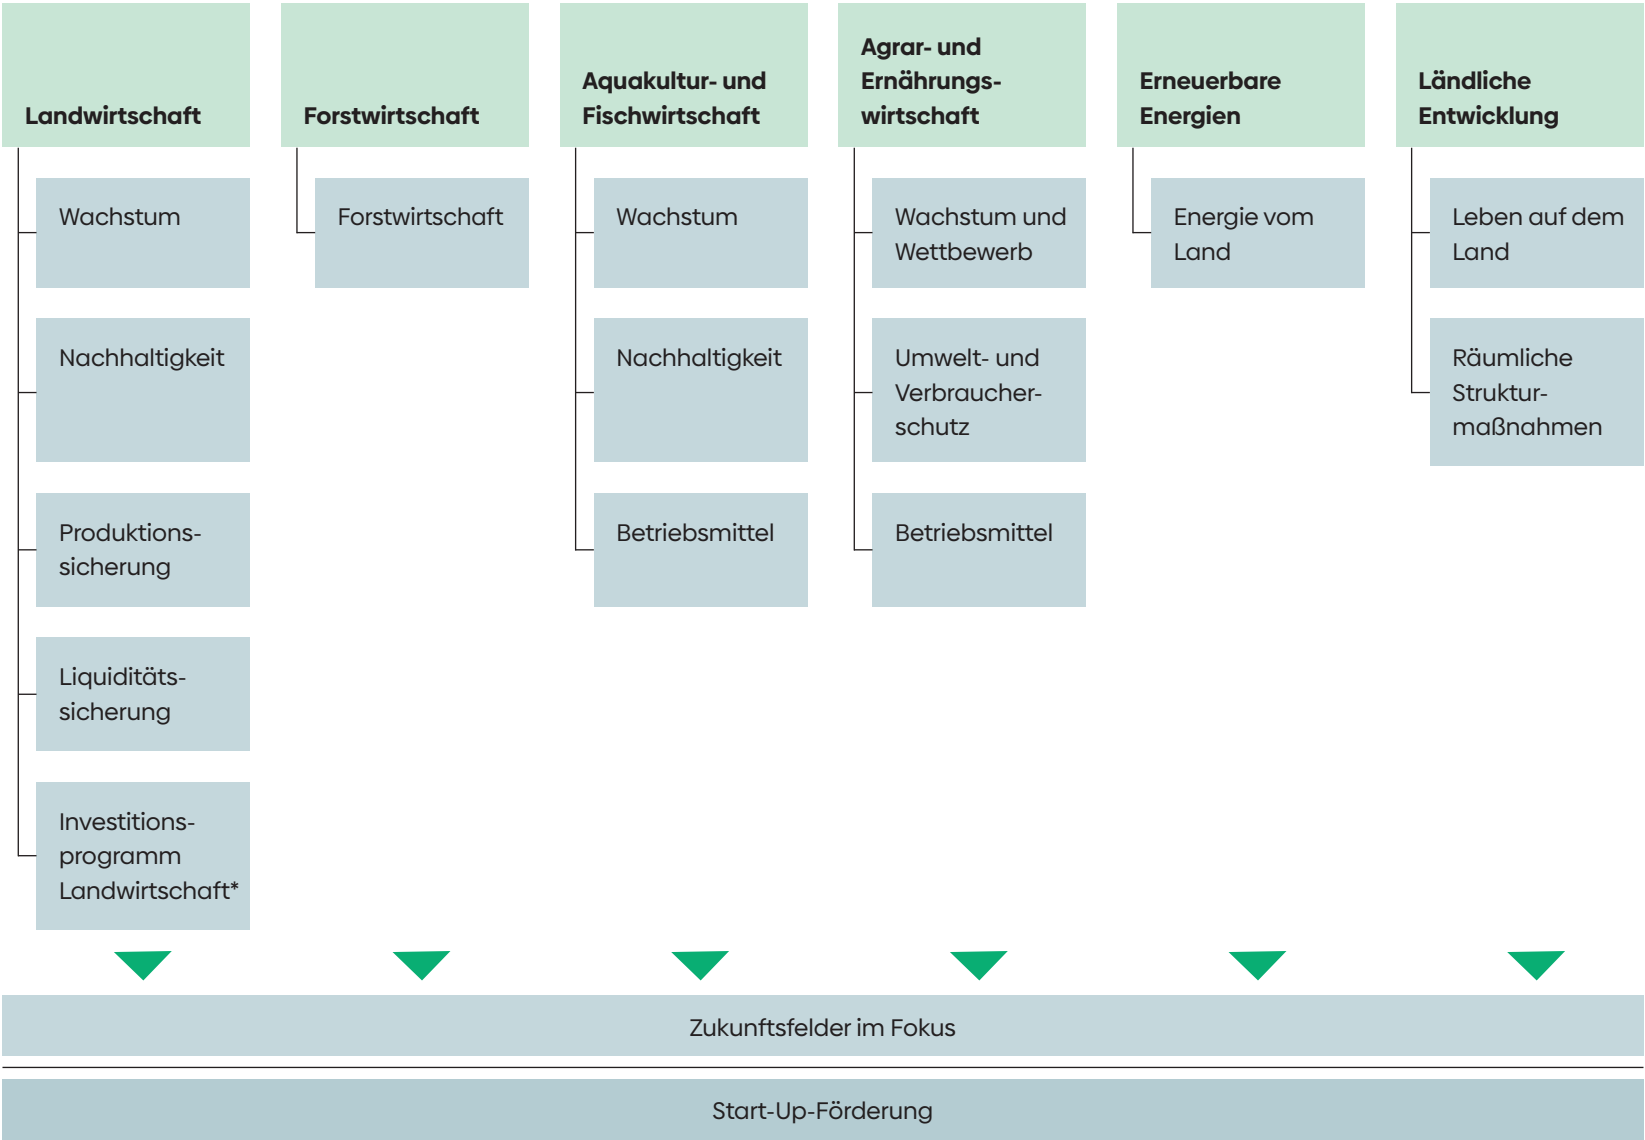 Landwirtschaft
Wachstum
Nachhaltigkeit
Produktions-
sicherung
Liquiditäts-
sicherung
Investitions-
programm
Landwirtschaft*
Forstwirtschaft
Forstwirtschaft
Aquakultur- und
Fischwirtschaft
Wachstum
Nachhaltigkeit
Betriebsmittel
Agrar- und
Ernährungs-
wirtschaft
Wachstum und
Wettbewerb
Umwelt- und
Verbraucher-
schutz
Betriebsmittel
Erneuerbare
Energien
Energie vom
Land
Ländliche
Entwicklung
Leben auf dem
Land
Räumliche
Struktur-
maßnahmen
Zukunftsfelder im Fokus
Start-Up-Förderung